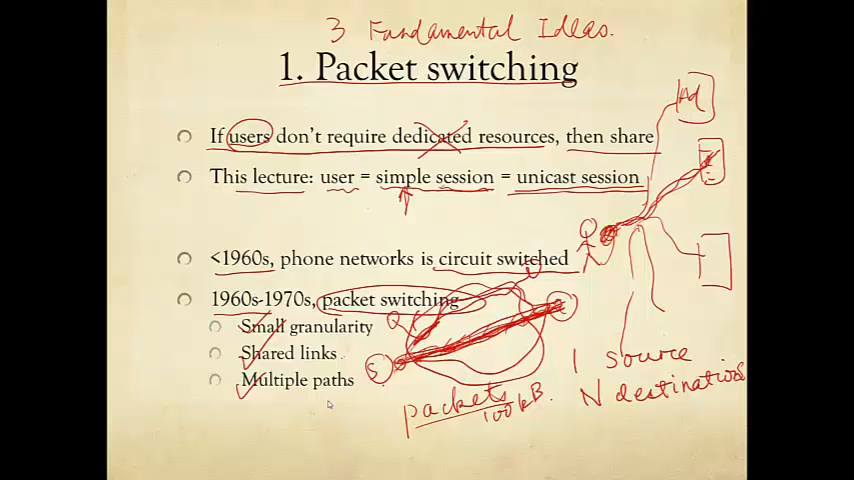 3 Fundamental Ideas.
1. Packet switching
If users don't require dedicated resources, then share
This lecture: user = simple session = unicast session
<1960s, phone networks is circuit switched
1960s-1970s, packet switching
Small granularity
Shared links
Multiple paths
Ad
S
packets
100kB.
1 source
N destinations